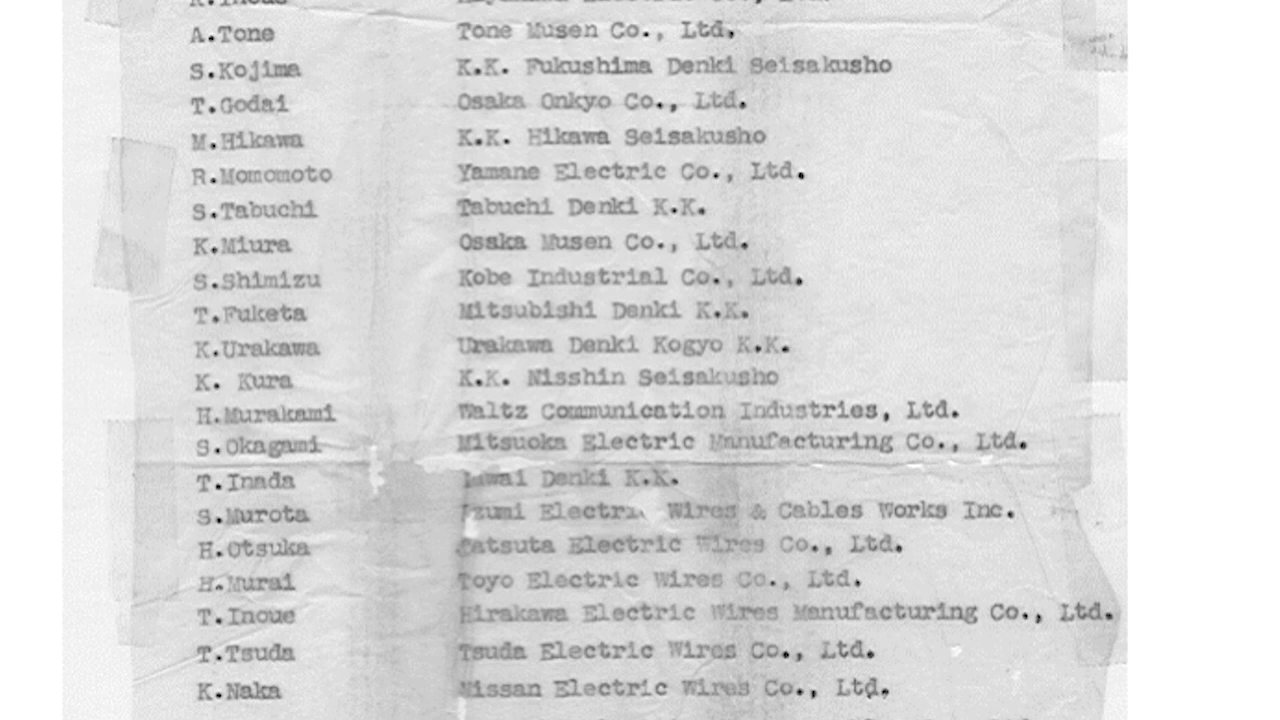 A.Tone Tone Musen Co., Ltd.
S.Kojima K.K. Fukushima Denki Seisakusho
T.Godai Osaka Onkyo Co., Ltd.
M.Hikawa K.K. Hikawa Seisakusho
R.Momomoto Yamane Electric Co., Ltd.
S.Tabuchi Tabuchi Denki K.K.
K.Miura Osaka Musen Co., Ltd.
S.Shimizu Kobe Industrial Co., Ltd.
T.Fuketa Mitsubishi Denki K.K.
K.Urakawa Urakawa Denki Kogyo K.K.
K. Kura K.K. Nisshin Seisakusho
H.Murakami Waltz Communication Industries, Ltd.
S.Okagami Mitsuoka Electric Manufacturing Co., Ltd.
T.Inada Denki K.K.
S.Murota Wires & Cables Works Inc.
H.Otsuka Tatsuta Electric Wires Co., Ltd.
H.Murai Toyo Electric Wires Co., Ltd.
T.Inoue Hirakawa Electric Wires Manufacturing Co., Ltd.
T.Tsuda Tsuda Electric Wires Co., Ltd.
K.Naka Nissan Electric Wires Co., Ltd.